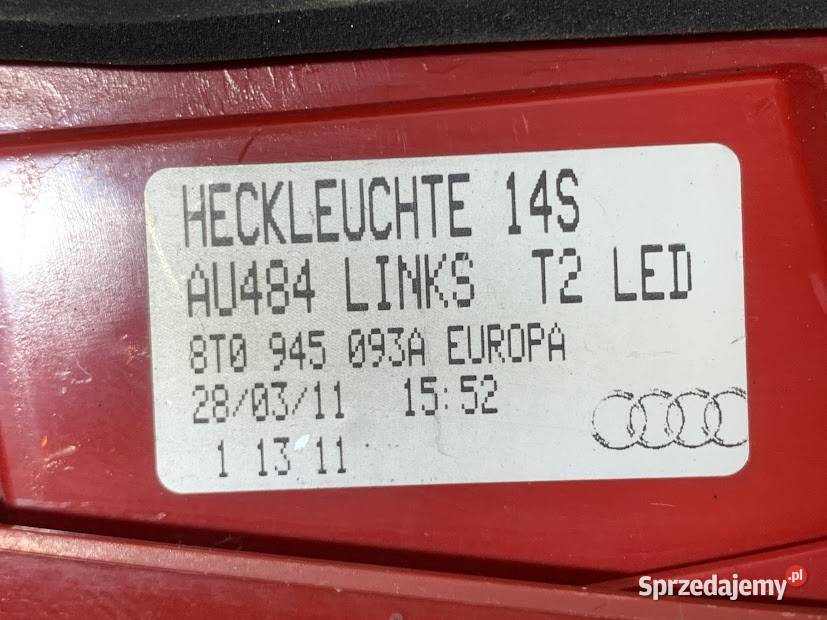 HECKLEUCHTE 14S
AU484 LINKS T2 LED
8T0 945 093A EUROPA
28/03/11 15:52
1 13 11
Sprzedajemy.pl